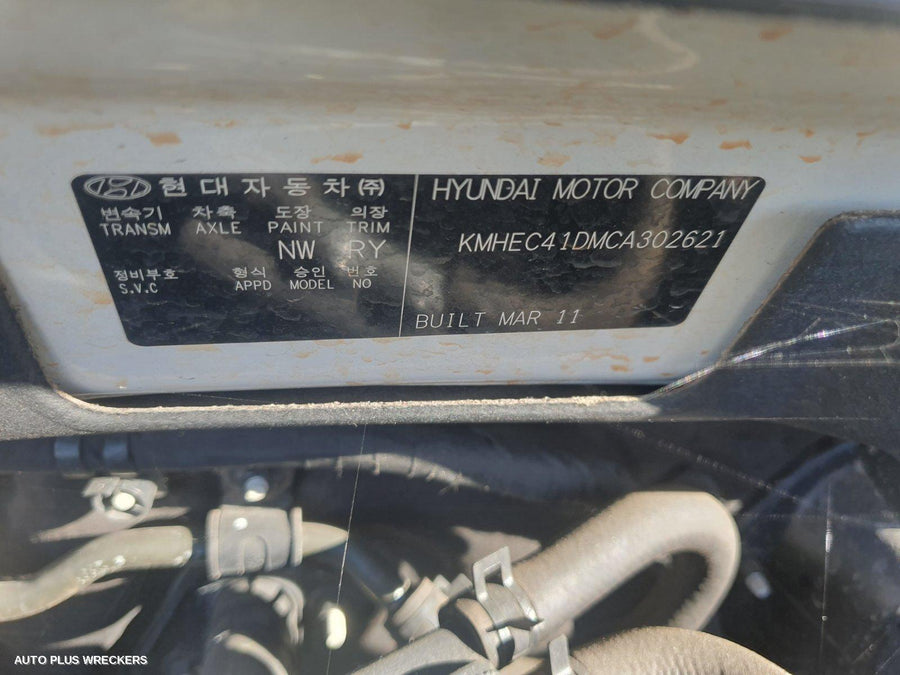 현대자동차㈜
변속기 차축 도장 의장
TRANSM AXLE PAINT TRIM
NW RY
정비부호 형식 승인 번호
S.V.C APPD MODEL NO
HYUNDAI MOTOR COMPANY
KMHEC41DMCA302621
BUILT MAR 11
AUTO PLUS WRECKERS